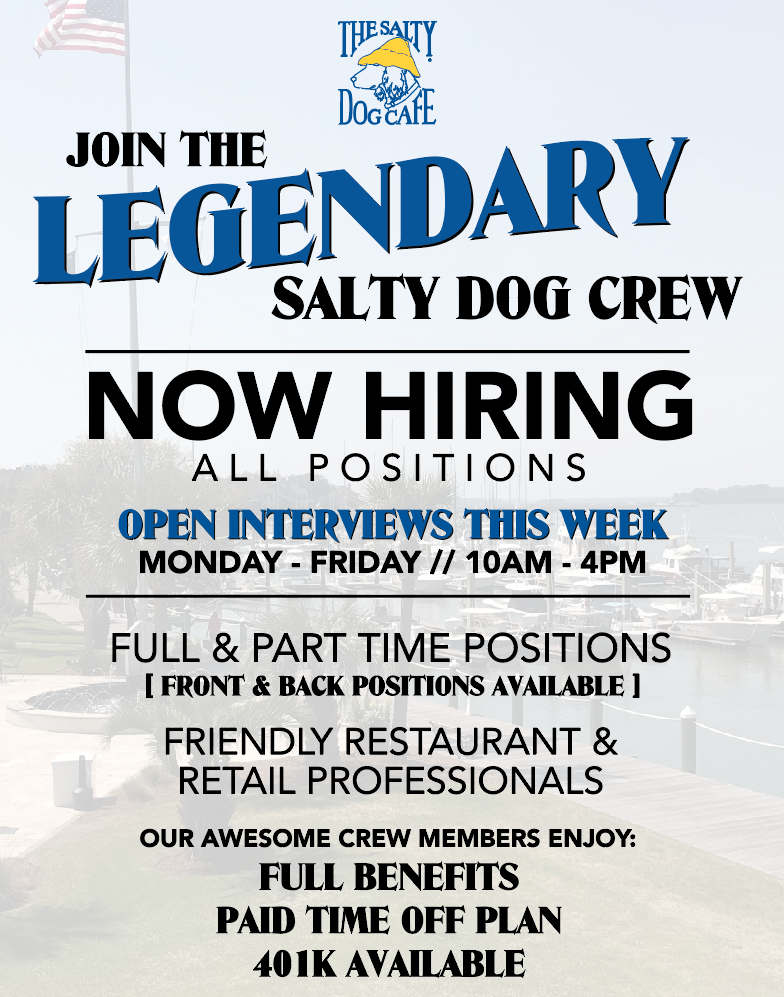 THE SALTY
DOG CAFE
JOIN THE
LEGENDARY
SALTY DOG CREW
NOW HIRING
ALL POSITIONS
OPEN INTERVIEWS THIS WEEK
MONDAY - FRIDAY // 10AM - 4PM
FULL & PART TIME POSITIONS
[ FRONT & BACK POSITIONS AVAILABLE ]
FRIENDLY RESTAURANT &
RETAIL PROFESSIONALS
OUR AWESOME CREW MEMBERS ENJOY:
FULL BENEFITS
PAID TIME OFF PLAN
401K AVAILABLE